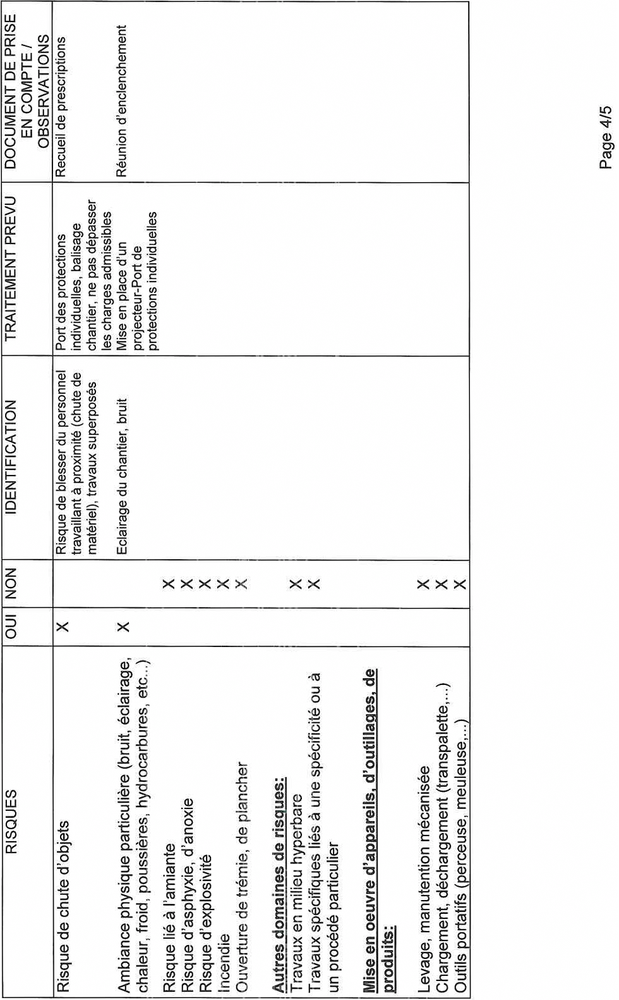 RISQUES
OUI
NON
IDENTIFICATION
TRAITEMENT PREVU
DOCUMENT DE PRISE
EN COMPTE /
OBSERVATIONS
Risque de chute d'objets
X
Risque de blesser du personnel
travaillant à proximité (chute de
matériel), travaux superposés
Port des protections
individuelles, balisage
chantier, ne pas dépasser
les charges admissibles
Recueil de prescriptions
Ambiance physique particulière (bruit, éclairage,
chaleur, froid, poussières, hydrocarbures, etc...)
X
Eclairage du chantier, bruit
Mise en place d'un
projecteur-Port de
protections individuelles
Réunion d'enclenchement
Risque lié à l'amiante
X
Risque d'asphyxie, d'anoxie
X
Risque d'explosivité
X
Incendie
X
Ouverture de trémie, de plancher
X
Autres domaines de risques:
Travaux en milieu hyperbare
X
Travaux spécifiques liés à une spécificité ou à
un procédé particulier
X
Mise en oeuvre d'appareils, d'outillages, de
produits:
Levage, manutention mécanisée
X
Chargement, déchargement (transpalette,...)
X
Outils portatifs (perceuse, meuleuse,...)
X
Page 4/5